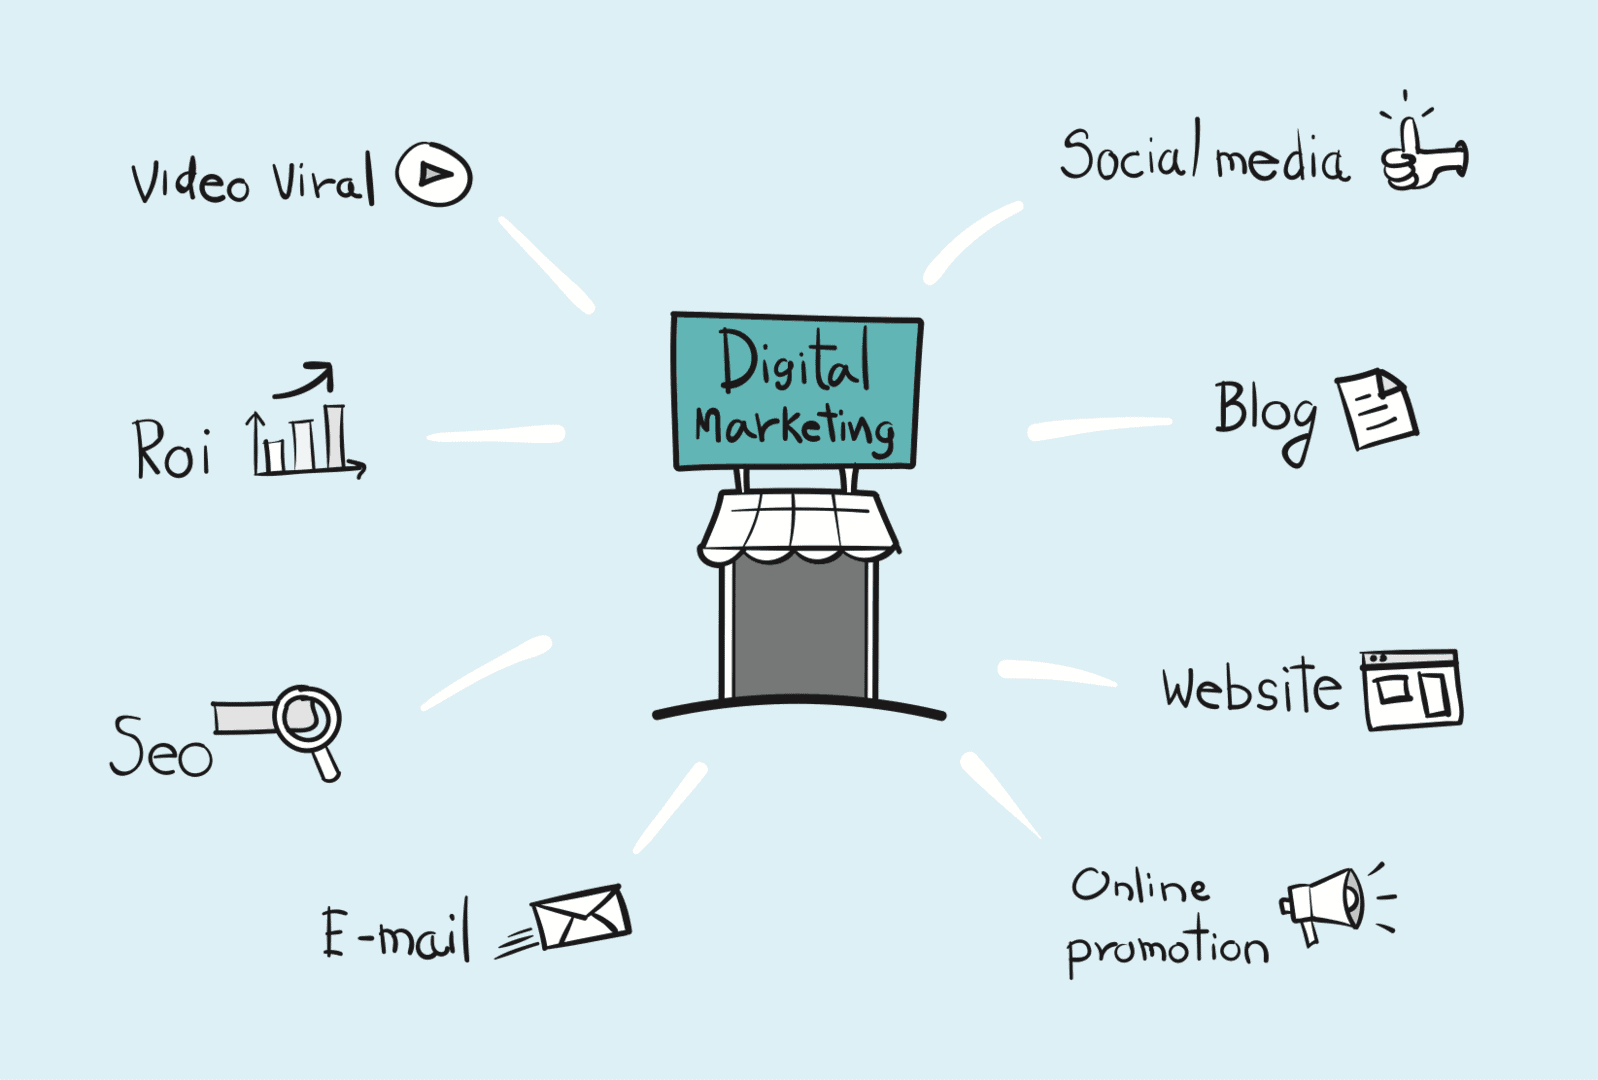 Video Viral
Social media
Digital
Marketing
Roi
Blog
Seo
Website
E-mail
Online
promotion